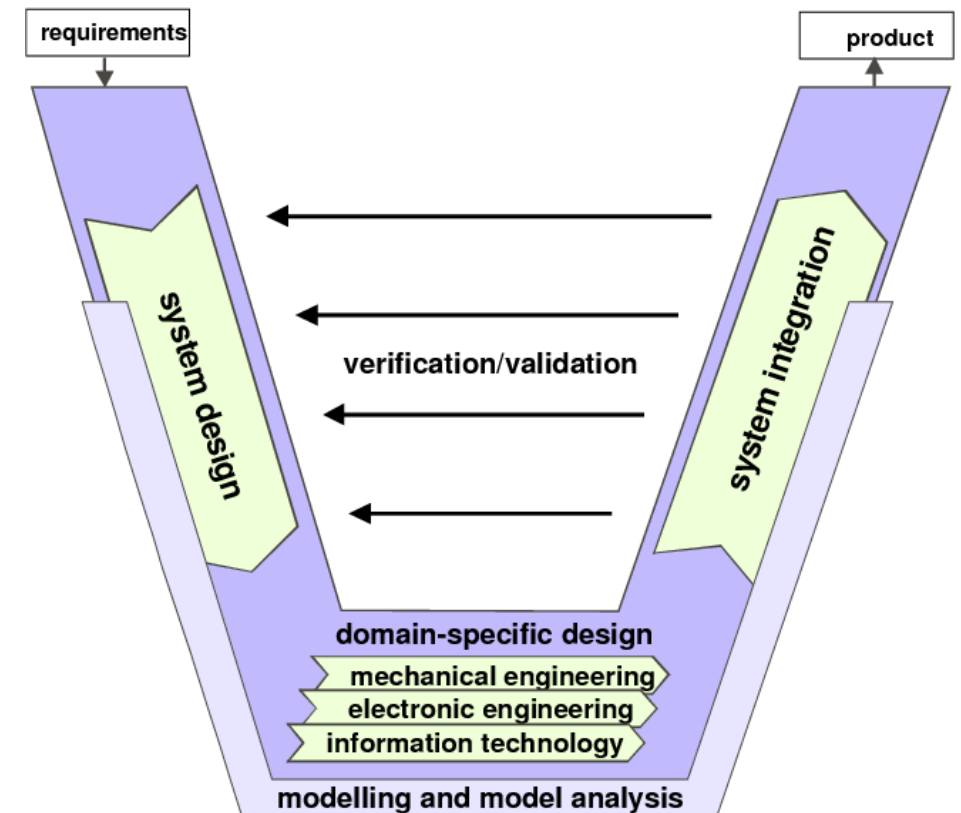 requirements
product
system design
system integration
verification/validation
domain-specific design
mechanical engineering
electronic engineering
information technology
modelling and model analysis